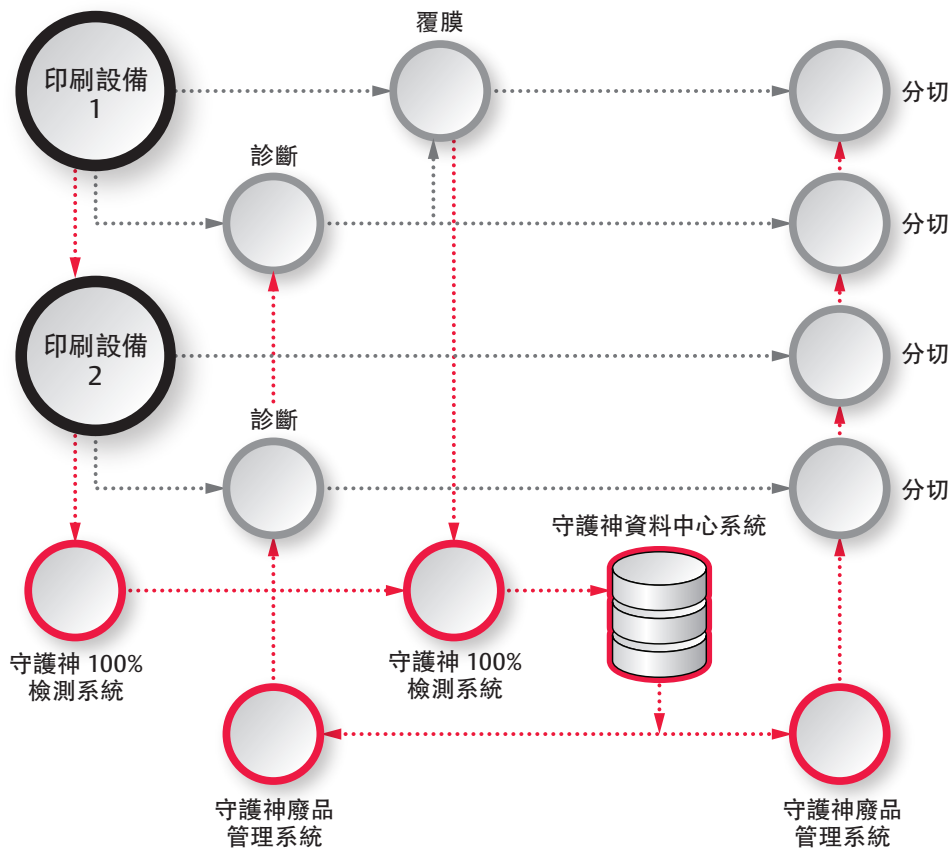 覆膜
印刷設備
1
分切
診斷
分切
印刷設備
2
分切
診斷
分切
守護神資料中心系統
守護神 100%
檢測系統
守護神 100%
檢測系統
守護神廢品
管理系統
守護神廢品
管理系統